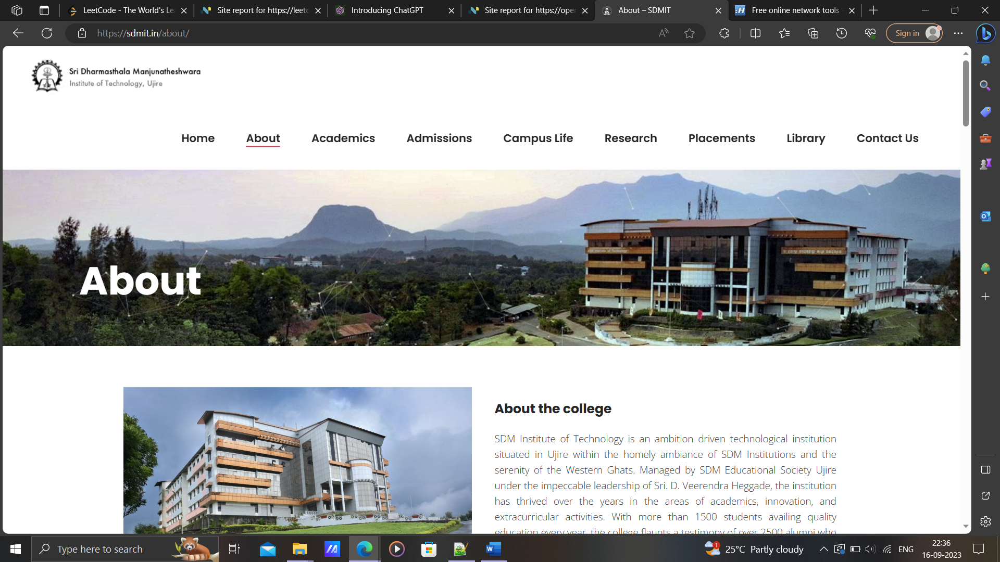 LeetCode - The World's Le
Site report for https://leetc
Introducing ChatGPT
Site report for https://oper
About – SDMIT
Free online network tools -
https://sdmit.in/about/
Sign in
Sri Dharmasthala Manjunatheshwara
Institute of Technology, Ujire
Home
About
Academics
Admissions
Campus Life
Research
Placements
Library
Contact Us
About
About the college
SDM Institute of Technology is an ambition driven technological institution
situated in Ujire within the homely ambiance of SDM Institutions and the
serenity of the Western Ghats. Managed by SDM Educational Society Ujire
under the impeccable leadership of Sri. D. Veerendra Heggade, the institution
has thrived over the years in the areas of academics, innovation, and
extracurricular activities. With more than 1500 students availing quality
education every year, the college flaunts a testimony of over 2500 alumni who
Type here to search
1
25°C Partly cloudy
ENG
22:36
16-09-2023